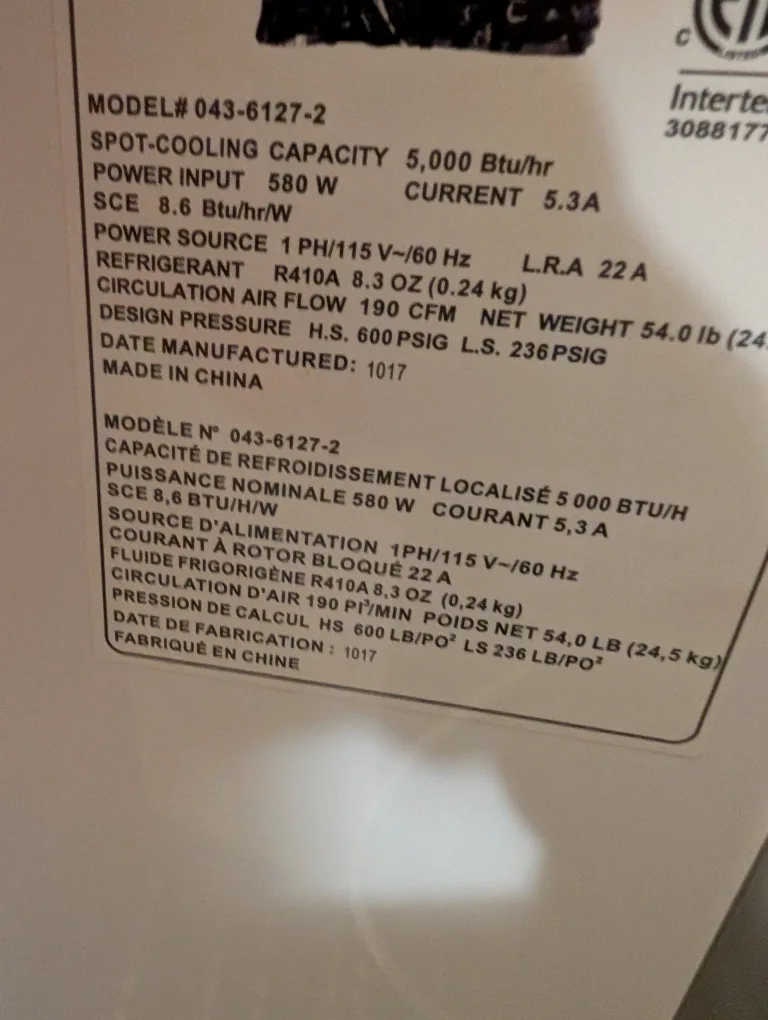 C
LISTED
Interte
3088177
MODEL# 043-6127-2
SPOT-COOLING CAPACITY 5,000 Btu/hr
POWER INPUT 580 W CURRENT 5.3 A
SCE 8.6 Btu/hr/W
POWER SOURCE 1 PH/115 V~/60 Hz L.R.A 22 A
REFRIGERANT R410A 8.3 OZ (0.24 kg)
CIRCULATION AIR FLOW 190 CFM NET WEIGHT 54.0 lb (24.
DESIGN PRESSURE H.S. 600 PSIG L.S. 236 PSIG
DATE MANUFACTURED: 1017
MADE IN CHINA
MODÈLE N° 043-6127-2
CAPACITÉ DE REFROIDISSEMENT LOCALISÉ 5 000 BTU/H
PUISSANCE NOMINALE 580 W COURANT 5,3 A
SCE 8,6 BTU/H/W
SOURCE D'ALIMENTATION 1PH/115 V~/60 Hz
COURANT À ROTOR BLOQUÉ 22 A
FLUIDE FRIGORIGÈNE R410A 8,3 OZ (0,24 kg)
CIRCULATION D'AIR 190 PI³/MIN POIDS NET 54,0 LB (24,5 kg)
PRESSION DE CALCUL HS 600 LB/PO² LS 236 LB/PO²
DATE DE FABRICATION : 1017
FABRIQUÉ EN CHINE